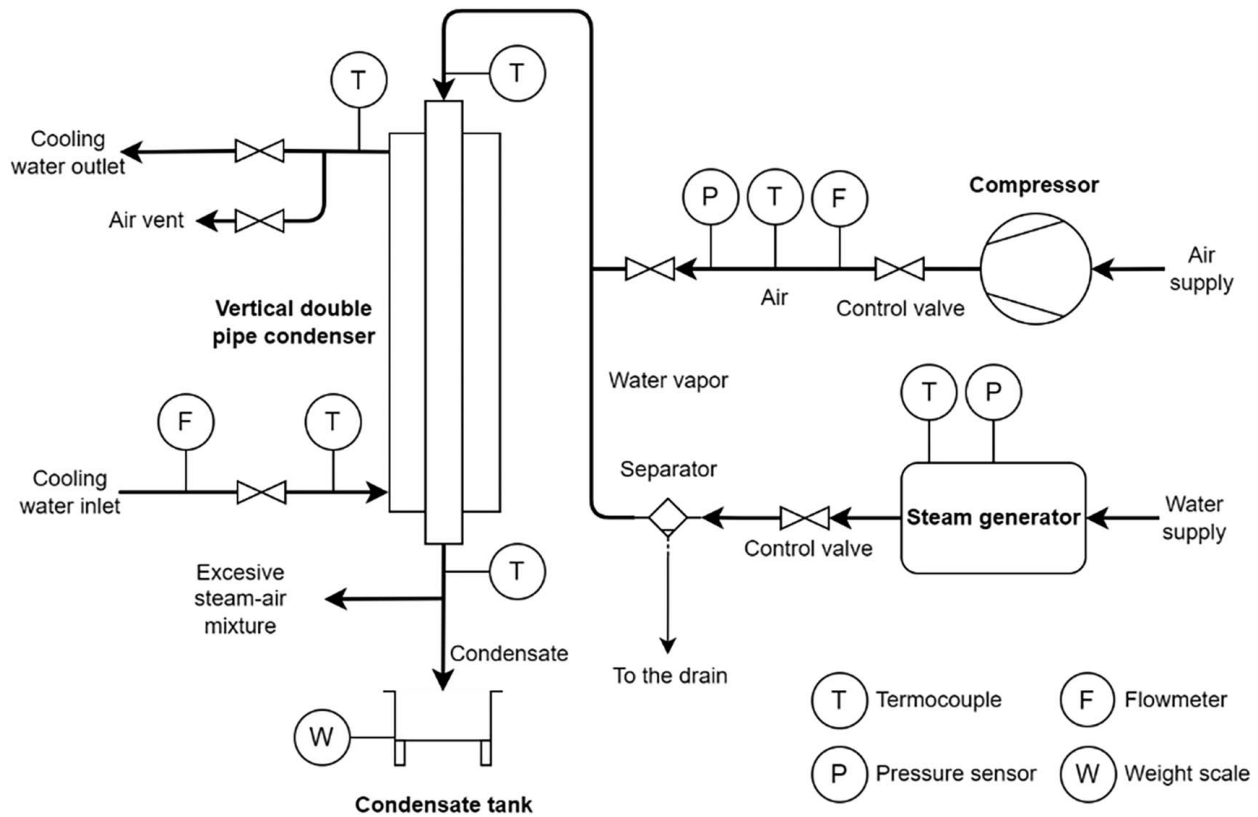 T
T
Cooling
water outlet
Air vent
P
T
F
Compressor
Air
supply
Air
Control valve
Vertical double
pipe condenser
Water vapor
T
P
F
T
Cooling
water inlet
Separator
Steam generator
Water
supply
Control valve
T
Excesive
steam-air
mixture
Condensate
To the drain
W
Condensate tank
T Termocouple
F Flowmeter
P Pressure sensor
W Weight scale